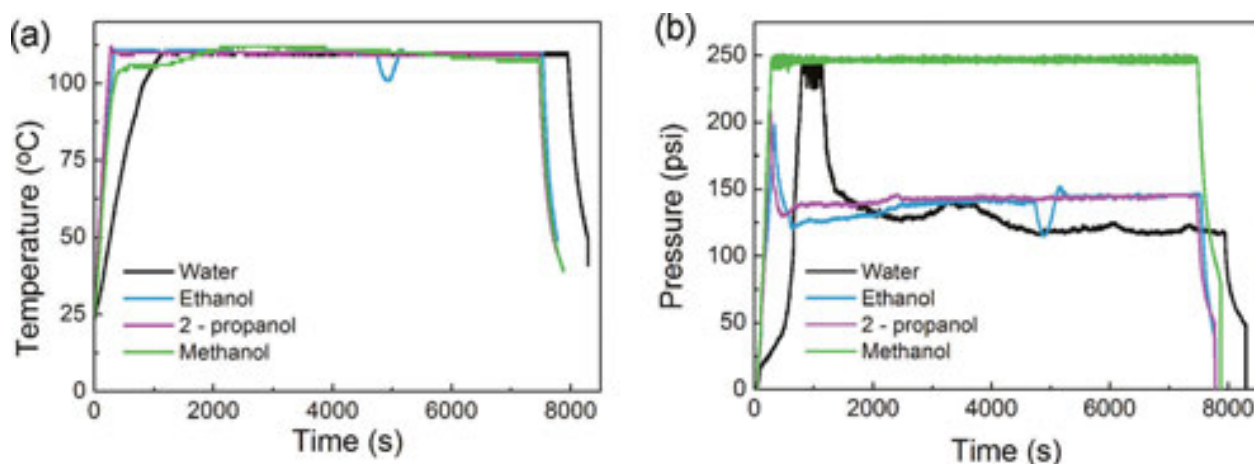 (a)
Temperature (ºC)
100
75
50
25
0
Water
Ethanol
2 - propanol
Methanol
0 2000 4000 6000 8000
Time (s)
(b)
Pressure (psi)
250
200
150
100
50
0
Water
Ethanol
2 - propanol
Methanol
0 2000 4000 6000 8000
Time (s)